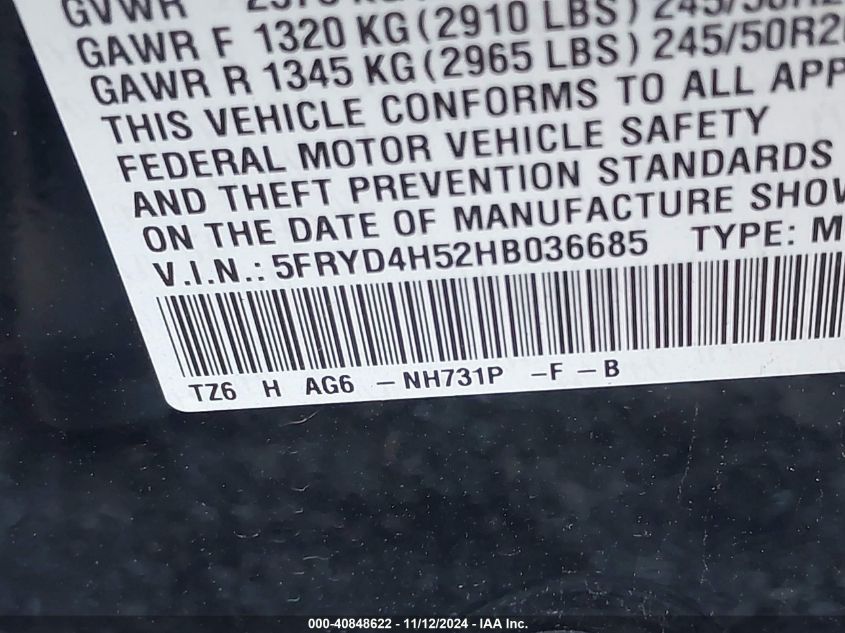 GVWR
GAWR F 1320 KG (2910 LBS) 245/50R20
GAWR R 1345 KG (2965 LBS) 245/50R2
THIS VEHICLE CONFORMS TO ALL APP
FEDERAL MOTOR VEHICLE SAFETY
AND THEFT PREVENTION STANDARDS
ON THE DATE OF MANUFACTURE SHOW
V.I.N.: 5FRYD4H52HB036685 TYPE: M
TZ6 H AG6 -NH731P -F-B
000-40848622 - 11/12/2024 - IAA Inc.